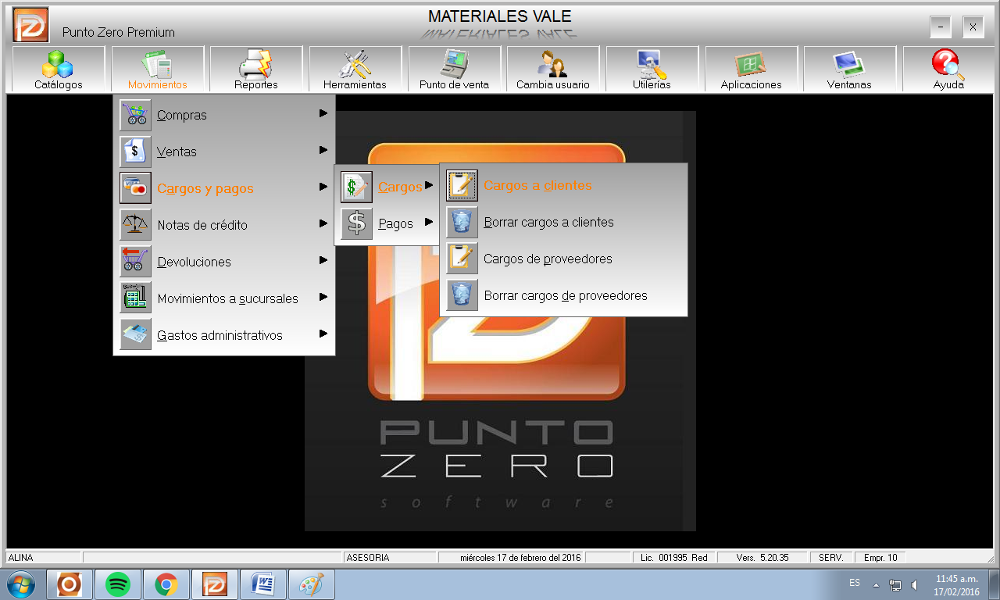 MATERIALES VALE
Punto Zero Premium
- x
Catálogos Movimientos Reportes Herramientas Punto de venta Cambia usuario Utilerías Aplicaciones Ventanas Ayuda
Compras
Ventas
Cargos y pagos
Notas de crédito
Devoluciones
Movimientos a sucursales
Gastos administrativos
Cargos
Pagos
Cargos a clientes
Borrar cargos a clientes
Cargos de proveedores
Borrar cargos de proveedores
PUNTO
ZERO
software
ALINA ASESORIA miércoles 17 de febrero del 2016 Lic. 001995 Red Vers. 5.20.35 SERV. Empr. 10
ES 11:45 a.m.
17/02/2016